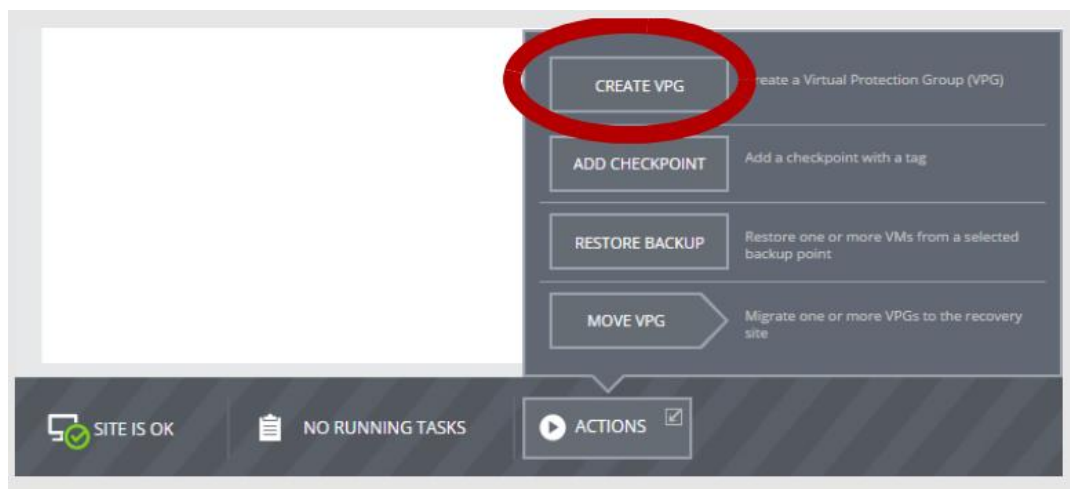 CREATE VPG
reate a Virtual Protection Group (VPG)
ADD CHECKPOINT
Add a checkpoint with a tag
RESTORE BACKUP
Restore one or more VMs from a selected
backup point
MOVE VPG
Migrate one or more VPGs to the recovery
site
SITE IS OK
NO RUNNING TASKS
ACTIONS